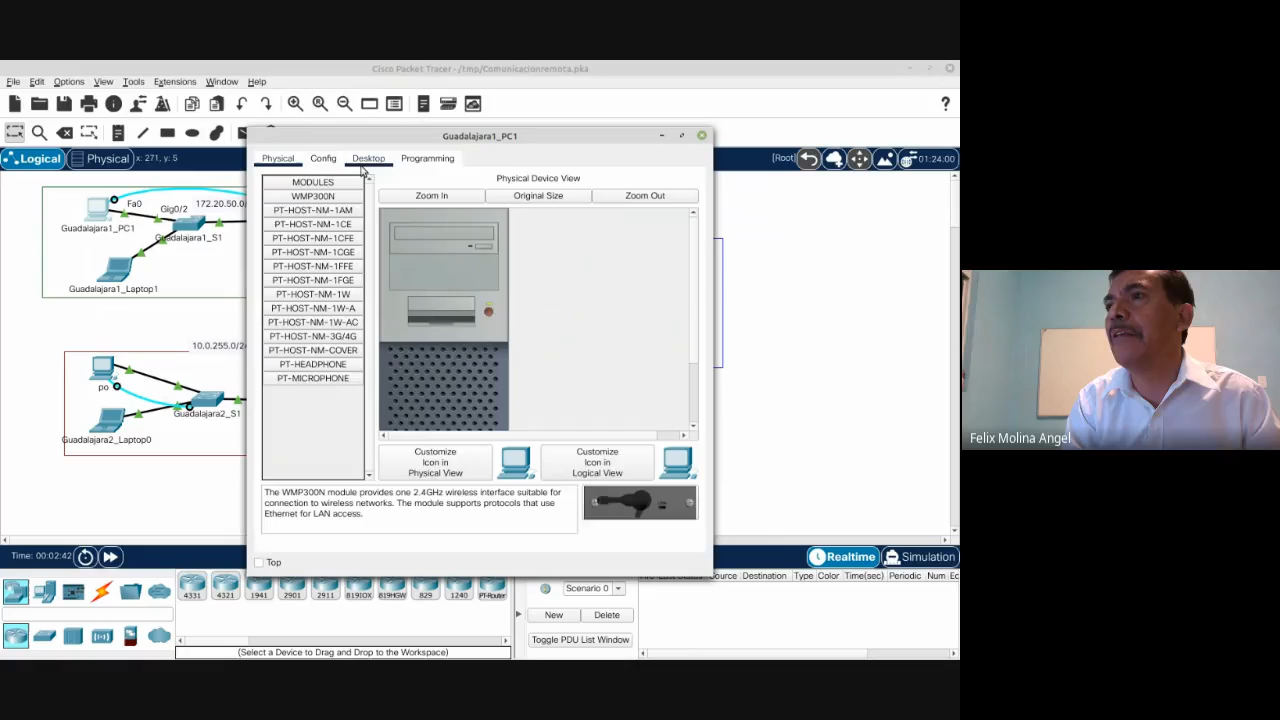 Cisco Packet Tracer - /tmp/Comunicacionremota.pka
File Edit Options View Tools Extensions Window Help
?
Logical Physical x: 271, y: 5
[Root] 01:24:00
Guadalajara1_PC1
Physical Config Desktop Programming
MODULES
WMP300N
PT-HOST-NM-1AM
PT-HOST-NM-1CE
PT-HOST-NM-1CFE
PT-HOST-NM-1CGE
PT-HOST-NM-1FFE
PT-HOST-NM-1FGE
PT-HOST-NM-1W
PT-HOST-NM-1W-A
PT-HOST-NM-1W-AC
PT-HOST-NM-3G/4G
PT-HOST-NM-COVER
PT-HEADPHONE
PT-MICROPHONE
Physical Device View
Zoom In Original Size Zoom Out
Customize
Icon in
Physical View
Customize
Icon in
Logical View
The WMP300N module provides one 2.4GHz wireless interface suitable for
connection to wireless networks. The module supports protocols that use
Ethernet for LAN access.
Top
Fa0
Gig0/2
172.20.50.0/
Guadalajara1_PC1
Guadalajara1_S1
Guadalajara1_Laptop1
10.0.255.0/2
po
Guadalajara2_S1
Guadalajara2_Laptop0
Time: 00:02:42
Realtime Simulation
4331 4321 1941 2901 2911 819IOX 819HGW 829 1240 PT-Router
(Select a Device to Drag and Drop to the Workspace)
Scenario 0
New Delete
Toggle PDU List Window
Source Destination Type Color Time(sec) Periodic Num
Felix Molina Angel